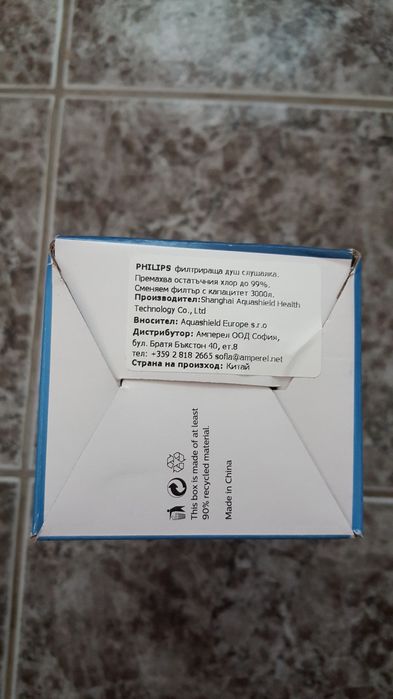 PHILIPS филтрираща душ слушалка.
Премахва остатъчния хлор до 99%.
Сменяем филтър с капацитет 3000л.
Производител:Shanghai Aquashield Health
Technology Co., Ltd
Вносител: Aquashield Europe s.r.o
Дистрибутор: Амперел ООД София,
бул. Братя Бъкстон 40, ет.8
тел: +359 2 818 2665 sofia@amperel.net
Страна на произход: Китай
This box is made of at least
90% recycled material.
Made in China